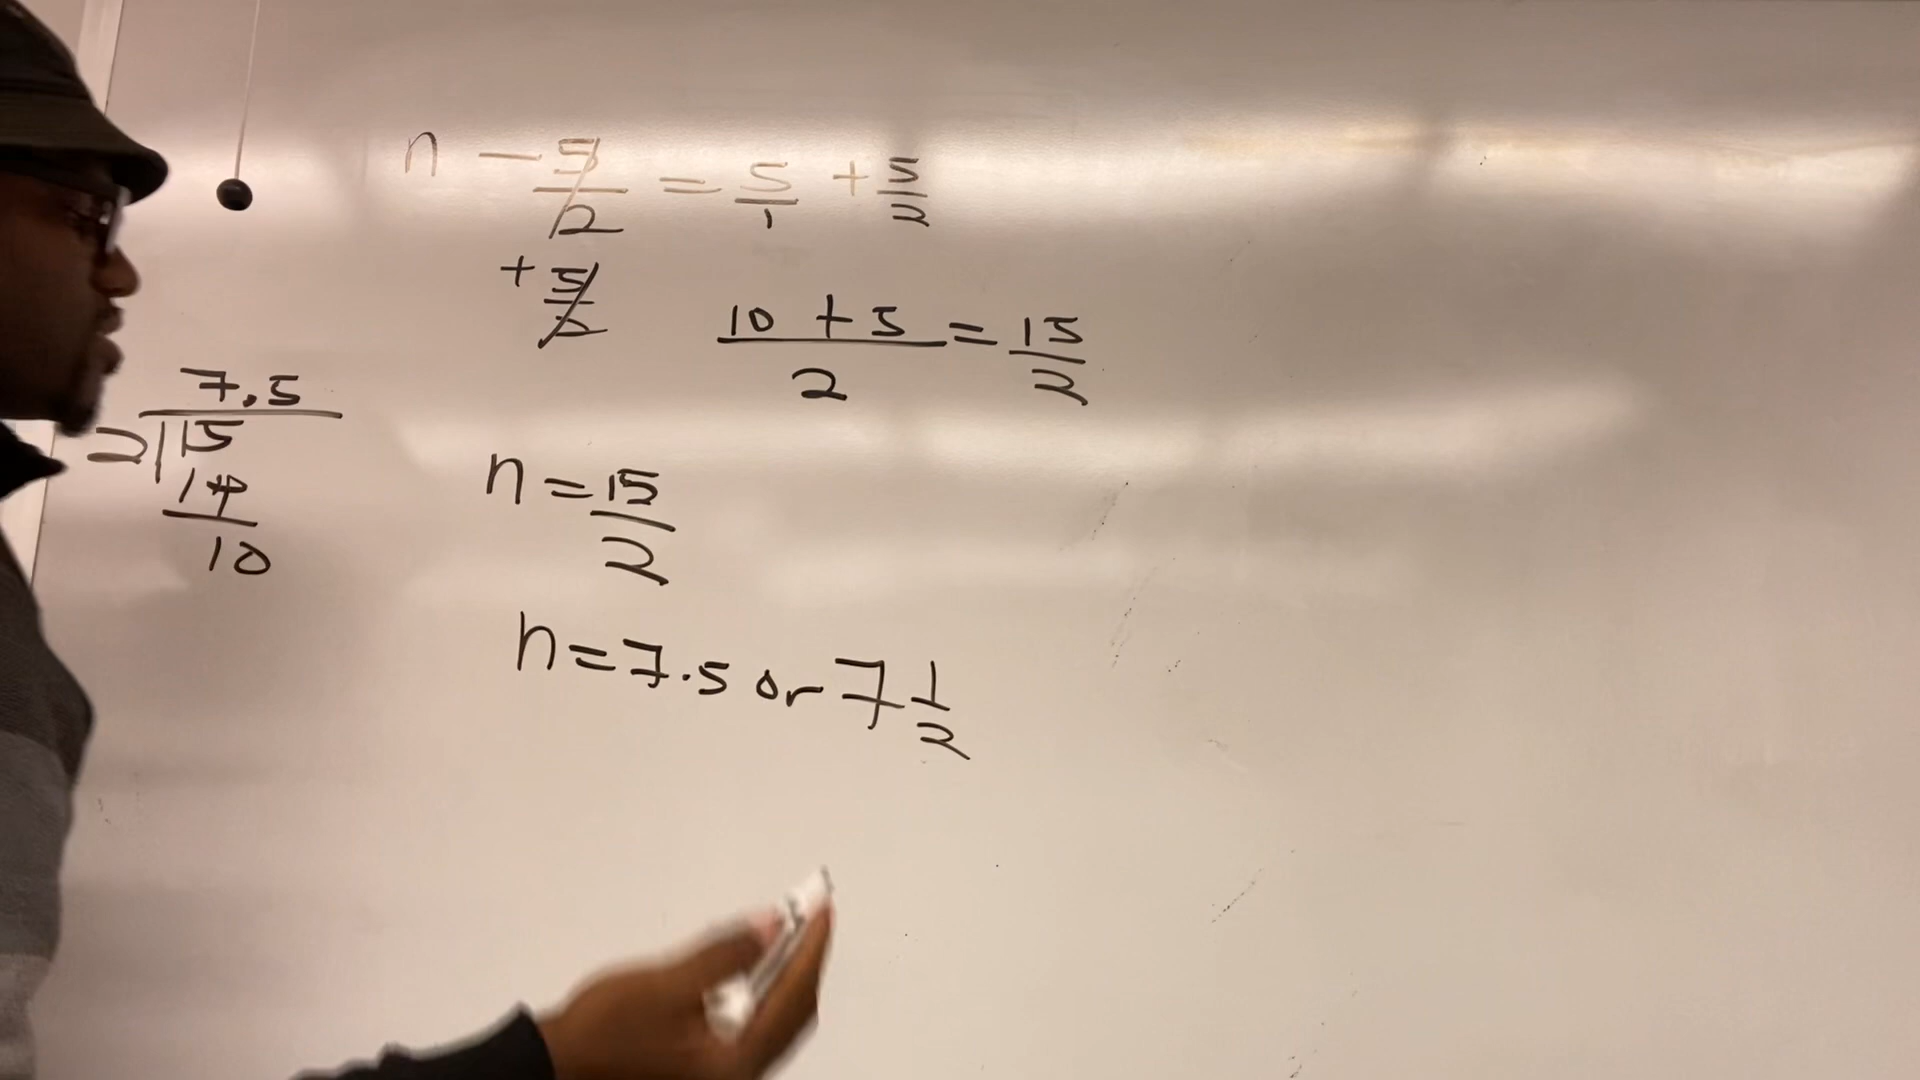 n - 5/2 = 5/1 + 5/2
+ 5/2
10 + 5 / 2 = 15/2
7.5
2 15
14
10
n = 15/2
n = 7.5 or 7 1/2